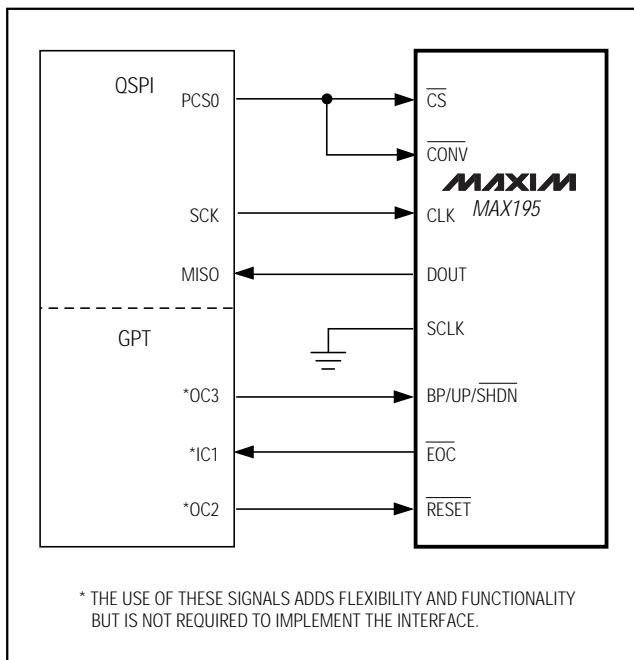 QSPI
PCS0
CS
CONV
MAXIM
MAX195
SCK
CLK
MISO
DOUT
GPT
SCLK
*OC3
BP/UP/SHDN
*IC1
EOC
*OC2
RESET
* THE USE OF THESE SIGNALS ADDS FLEXIBILITY AND FUNCTIONALITY
BUT IS NOT REQUIRED TO IMPLEMENT THE INTERFACE.